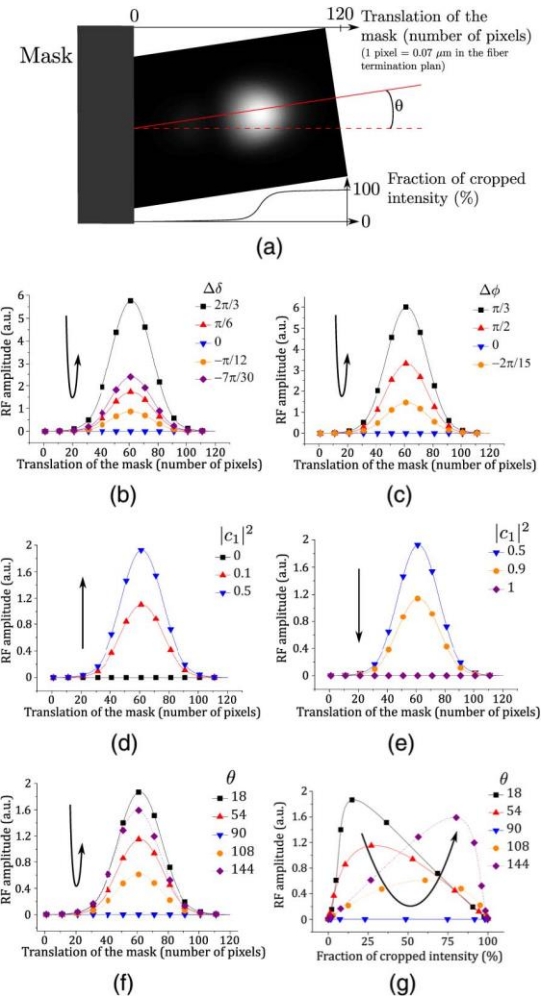 0
120
Translation of the
mask (number of pixels)
(1 pixel = 0.07 μm in the fiber
termination plan)
Mask
θ
100
Fraction of cropped
intensity (%)
0
(a)
Δδ
2π/3
π/6
0
−π/12
−7π/30
RF amplitude (a.u.)
6
5
4
3
2
1
0
0 20 40 60 80 100 120
Translation of the mask (number of pixels)
(b)
Δϕ
π/3
π/2
0
−2π/15
RF amplitude (a.u.)
6
5
4
3
2
1
0
0 20 40 60 80 100 120
Translation of the mask (number of pixels)
(c)
|c₁|²
0
0.1
0.5
RF amplitude (a.u.)
2
1.6
1.2
0.8
0.4
0
0 20 40 60 80 100 120
Translation of the mask (number of pixels)
(d)
|c₁|²
0.5
0.9
1
RF amplitude (a.u.)
2
1.6
1.2
0.8
0.4
0
0 20 40 60 80 100 120
Translation of the mask (number of pixels)
(e)
θ
18
54
90
108
144
RF amplitude (a.u.)
2
1.6
1.2
0.8
0.4
0
0 20 40 60 80 100 120
Translation of the mask (number of pixels)
(f)
θ
18
54
90
108
144
RF amplitude (a.u.)
2
1.6
1.2
0.8
0.4
0
0 25 50 75 100
Fraction of cropped intensity (%)
(g)